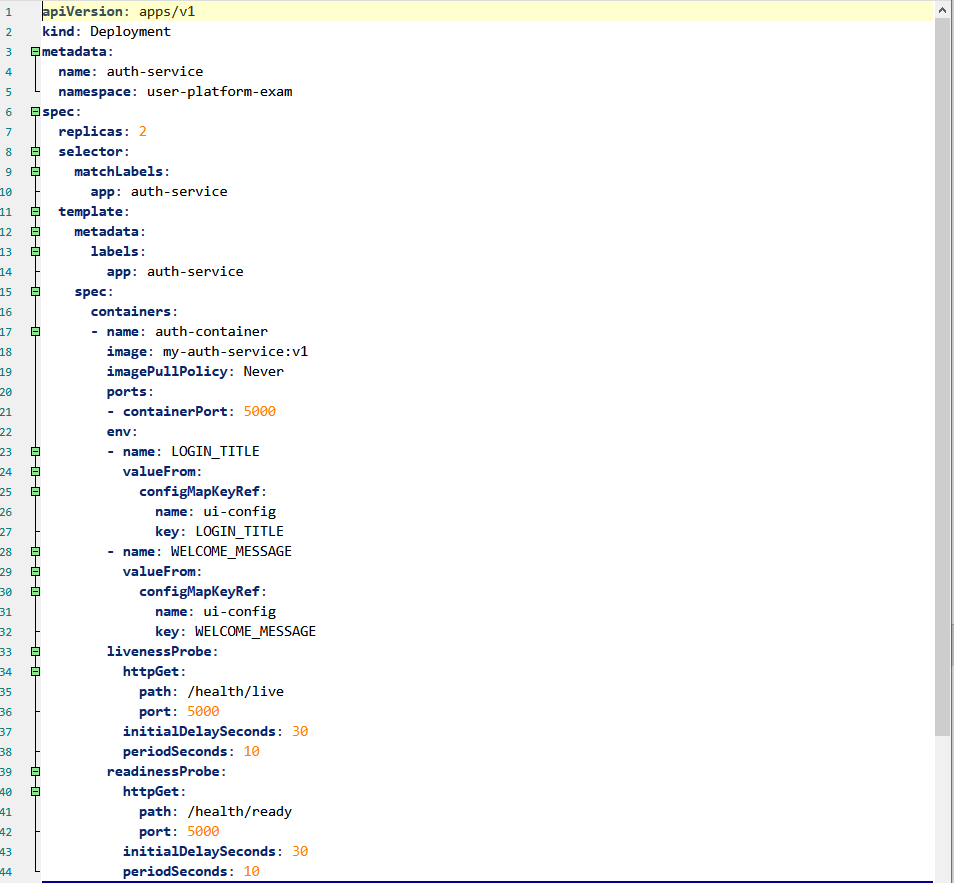 1 apiVersion: apps/v1
2 kind: Deployment
3 metadata:
4   name: auth-service
5   namespace: user-platform-exam
6 spec:
7   replicas: 2
8   selector:
9     matchLabels:
10       app: auth-service
11   template:
12     metadata:
13       labels:
14         app: auth-service
15     spec:
16       containers:
17       - name: auth-container
18         image: my-auth-service:v1
19         imagePullPolicy: Never
20         ports:
21         - containerPort: 5000
22         env:
23         - name: LOGIN_TITLE
24           valueFrom:
25             configMapKeyRef:
26               name: ui-config
27               key: LOGIN_TITLE
28         - name: WELCOME_MESSAGE
29           valueFrom:
30             configMapKeyRef:
31               name: ui-config
32               key: WELCOME_MESSAGE
33         livenessProbe:
34           httpGet:
35             path: /health/live
36             port: 5000
37           initialDelaySeconds: 30
38           periodSeconds: 10
39         readinessProbe:
40           httpGet:
41             path: /health/ready
42             port: 5000
43           initialDelaySeconds: 30
44           periodSeconds: 10